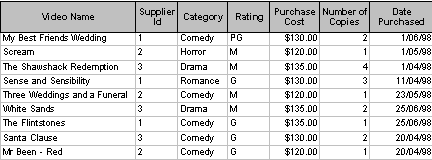 Video Name Supplier Id Category Rating Purchase Cost Number of Copies Date Purchased
My Best Friends Wedding 1 Comedy PG $130.00 2 1/06/98
Scream 2 Horror M $120.00 1 1/05/98
The Shawshack Redemption 3 Drama M $135.00 4 1/04/98
Sense and Sensibility 1 Romance G $130.00 3 11/04/98
Three Weddings and a Funeral 2 Comedy M $120.00 1 23/05/98
White Sands 3 Drama M $135.00 2 25/06/98
The Flintstones 1 Comedy G $135.00 1 25/06/98
Santa Clause 3 Comedy G $130.00 2 20/04/98
Mr Been - Red 2 Comedy G $120.00 1 20/04/98